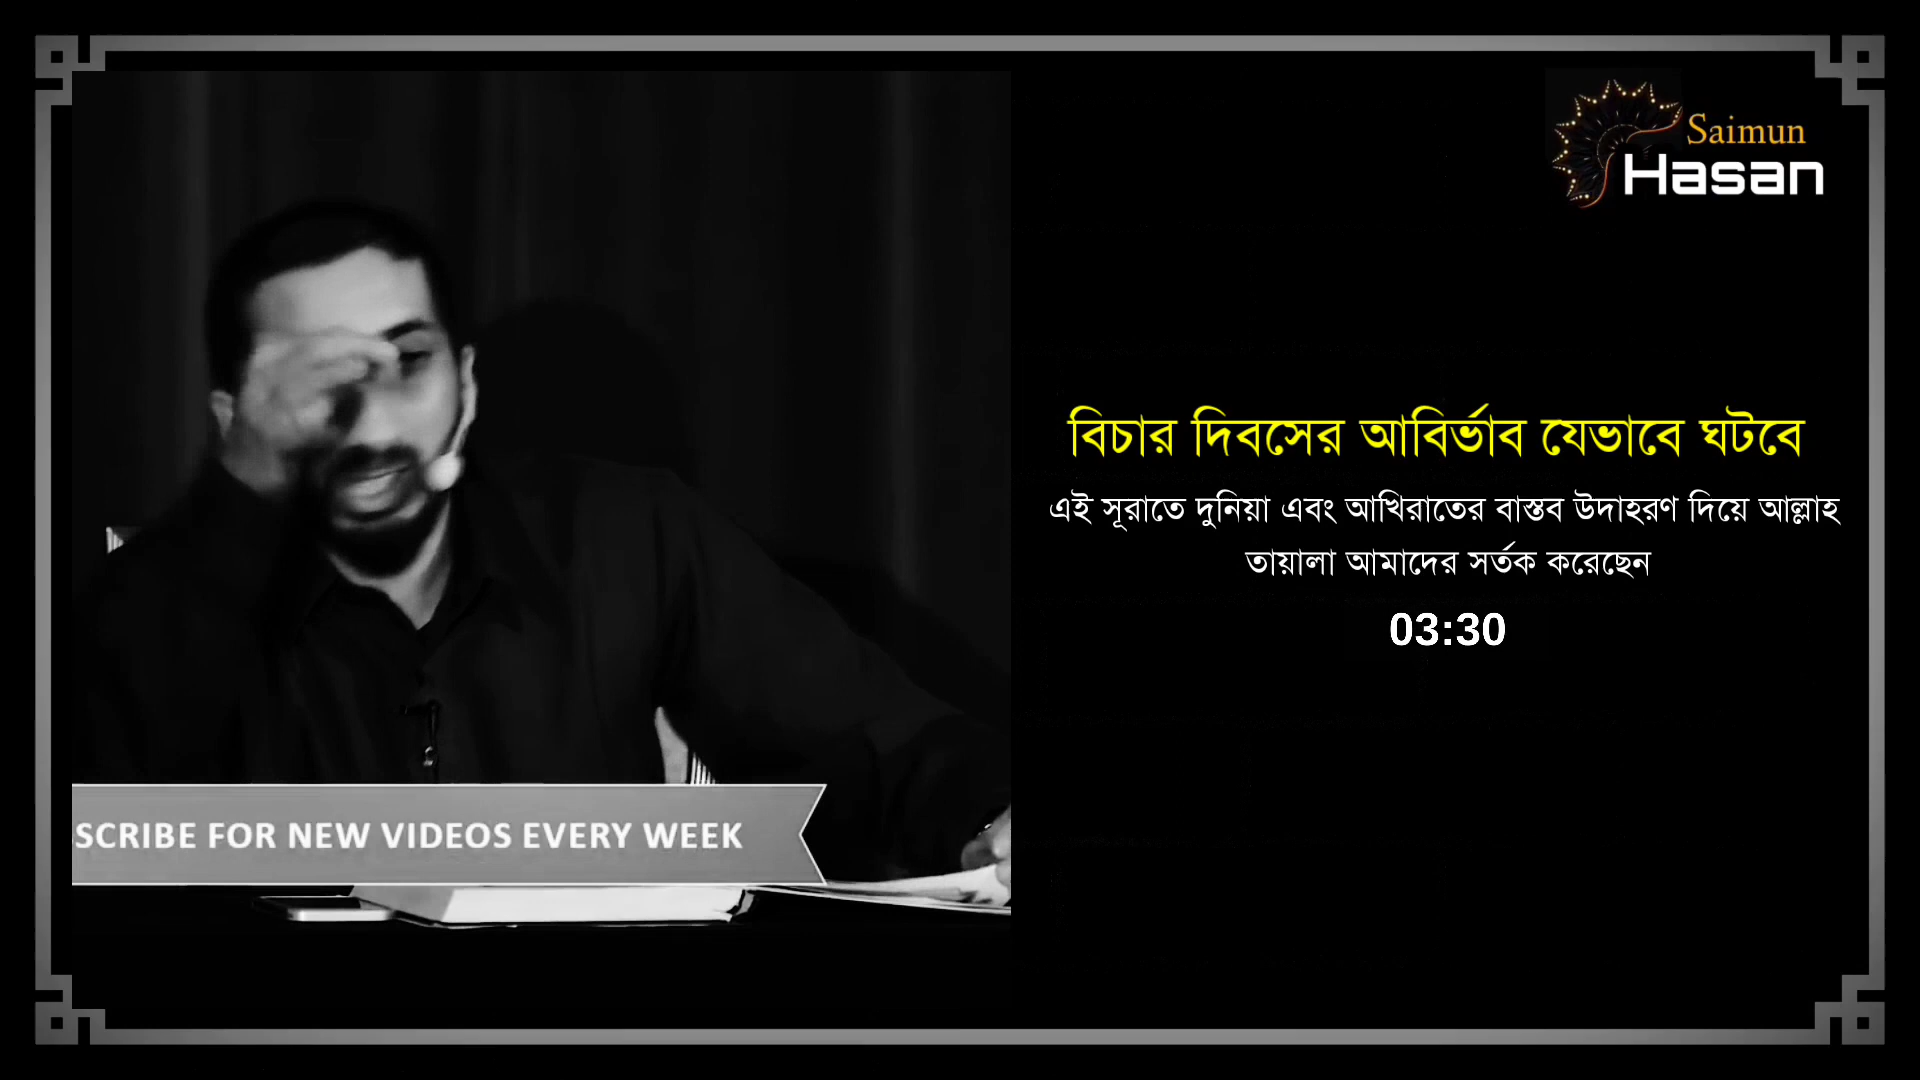 Saimun
Hasan
বিচার দিবসের আবির্ভাব যেভাবে ঘটবে
এই সূরাতে দুনিয়া এবং আখিরাতের বাস্তব উদাহরণ দিয়ে আল্লাহ
তায়ালা আমাদের সর্তক করেছেন
03:30
SCRIBE FOR NEW VIDEOS EVERY WEEK